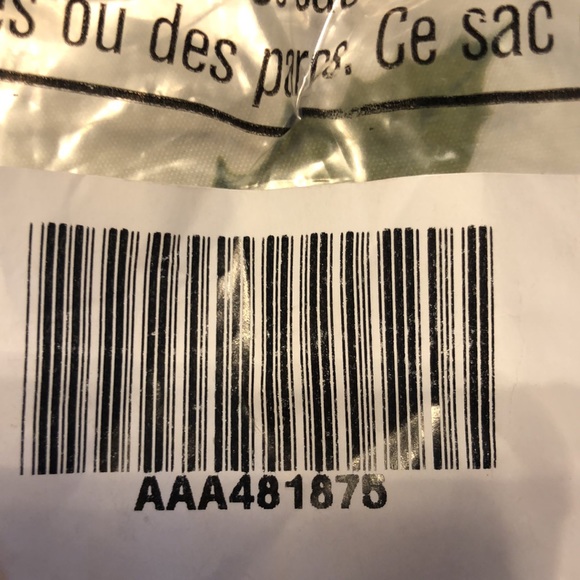 s ou des parcs. Ce sac
AAA481876